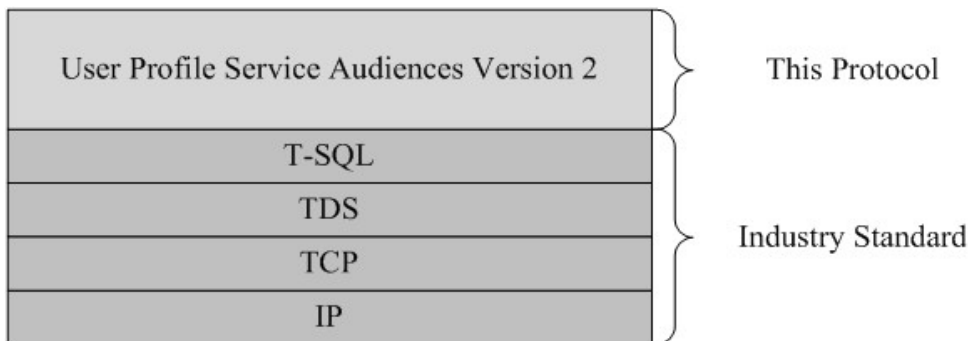 User Profile Service Audiences Version 2
This Protocol
T-SQL
TDS
TCP
IP
Industry Standard